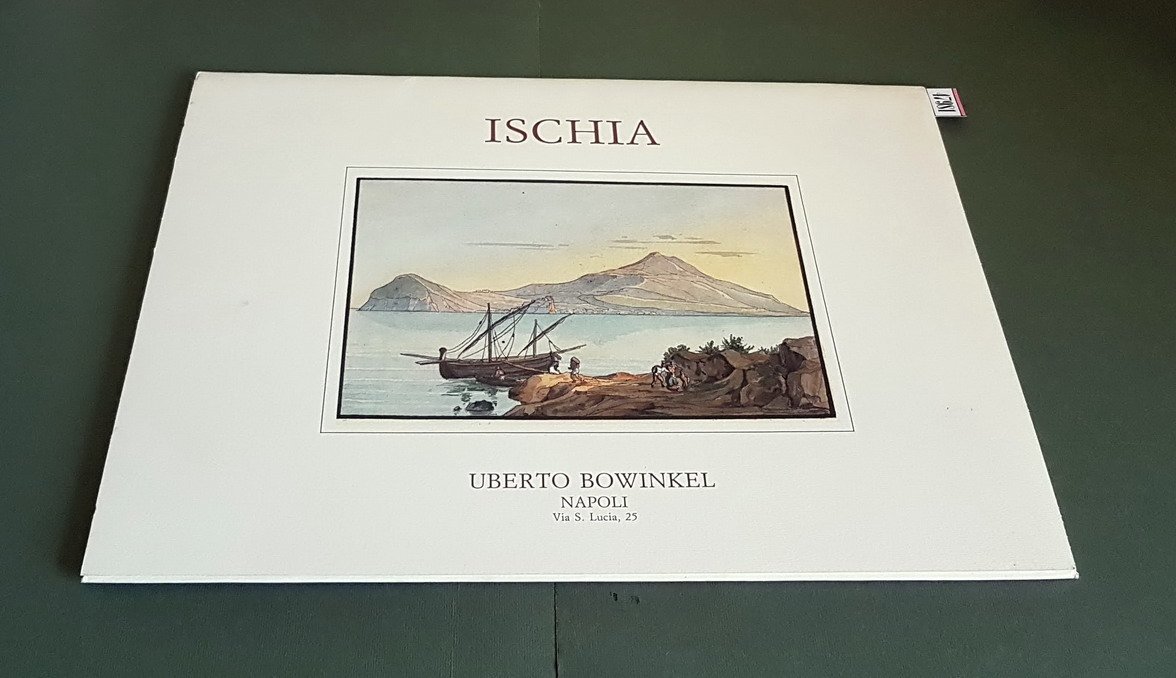 ISCHIA
UBERTO BOWINKEL
NAPOLI
Via S. Lucia, 25